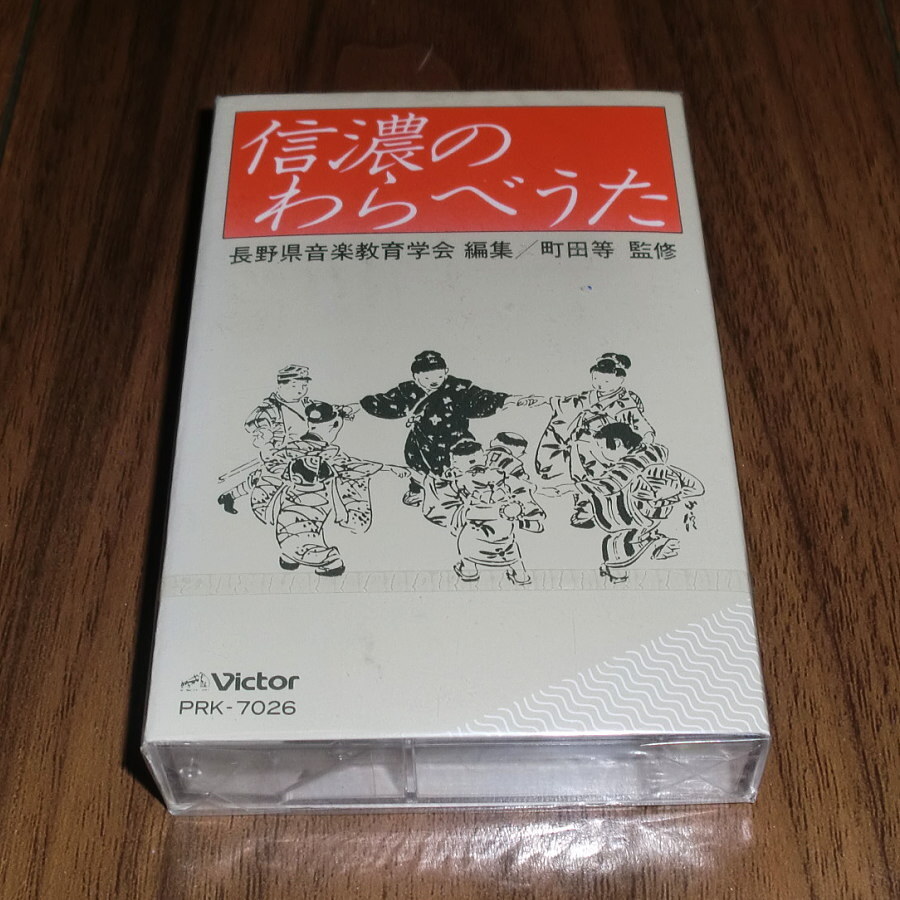 信濃の
わらべうた
長野県音楽教育学会 編集／町田等 監修
Victor
PRK-7026